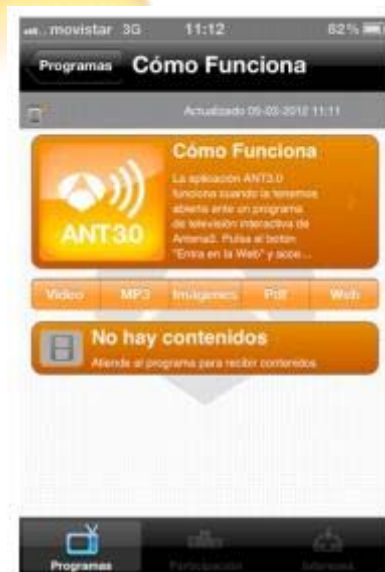 movistar 3G 11:12 82%
Programas
Cómo Funciona
Actualizado 05-03-2012 11:11
ANT3.0
Cómo Funciona
La aplicación ANT3.0
funciona cuando la tenemos
abierta ante un programa
de televisión interactiva de
Antena3. Pulsa el botón
"Entra en la Web" y acce...
Video MP3 Imágenes Pdf Web
No hay contenidos
Atiende al programa para recibir contenidos
Programas Participación Intereses